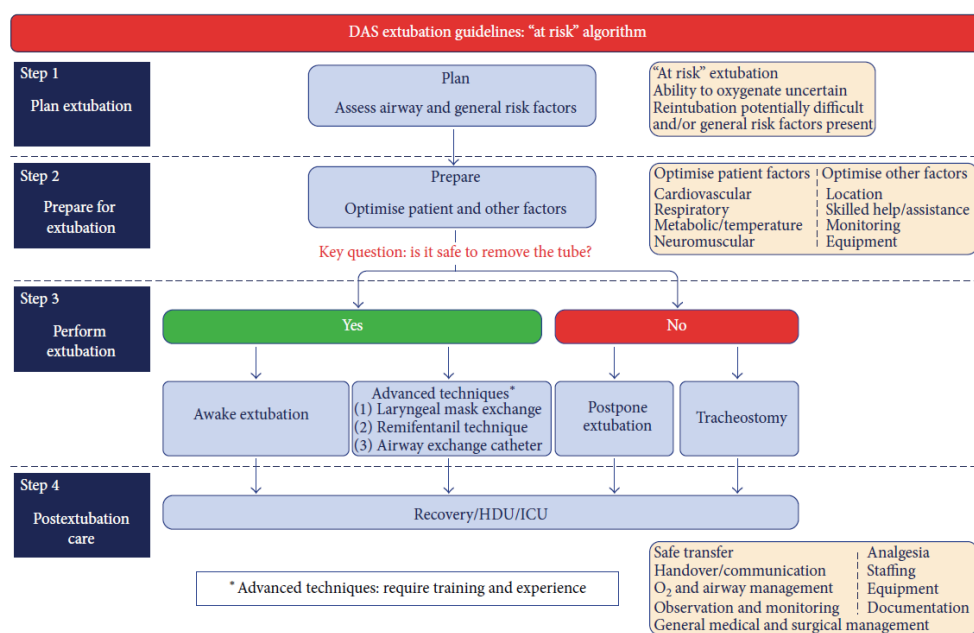 DAS extubation guidelines: “at risk” algorithm
Step 1
Plan extubation
Plan
Assess airway and general risk factors
“At risk” extubation
Ability to oxygenate uncertain
Reintubation potentially difficult
and/or general risk factors present
Step 2
Prepare for
extubation
Prepare
Optimise patient and other factors
Optimise patient factors
Cardiovascular
Respiratory
Metabolic/temperature
Neuromuscular
Optimise other factors
Location
Skilled help/assistance
Monitoring
Equipment
Key question: is it safe to remove the tube?
Step 3
Perform
extubation
Yes
No
Awake extubation
Advanced techniques*
(1) Laryngeal mask exchange
(2) Remifentanil technique
(3) Airway exchange catheter
Postpone
extubation
Tracheostomy
Step 4
Postextubation
care
Recovery/HDU/ICU
* Advanced techniques: require training and experience
Safe transfer
Handover/communication
O₂ and airway management
Observation and monitoring
Analgesia
Staffing
Equipment
Documentation
General medical and surgical management